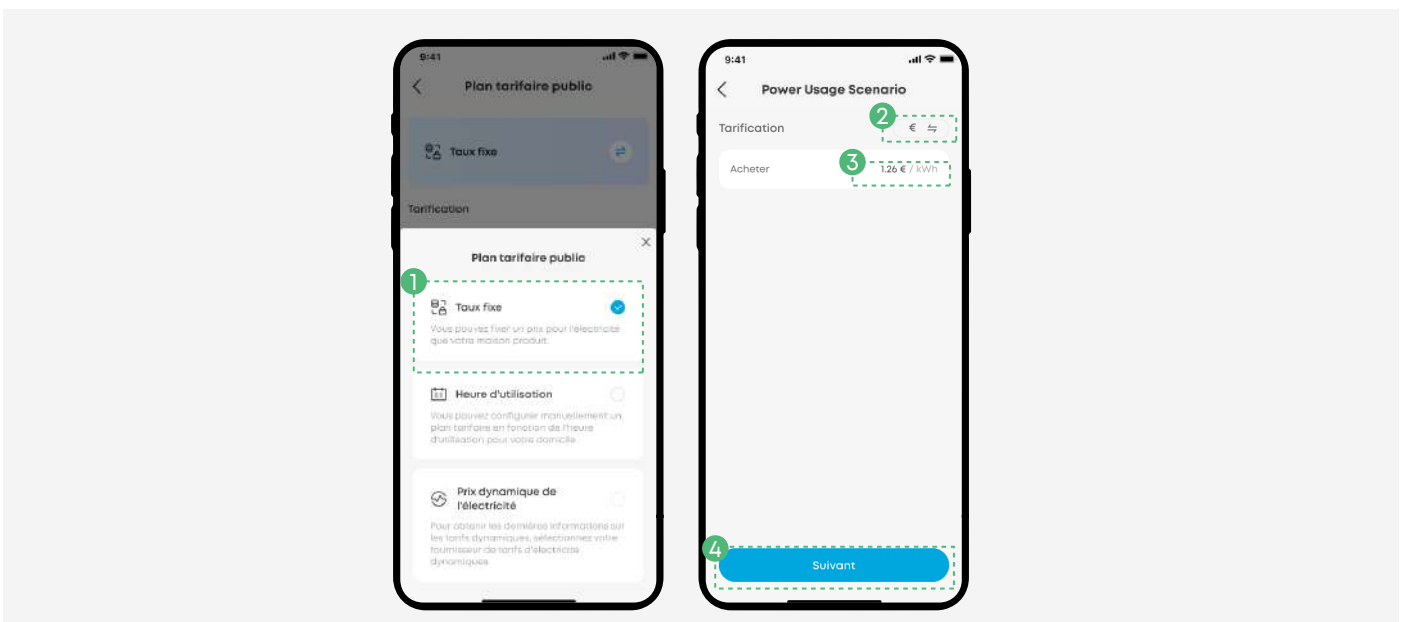 9:41
Plan tarifaire public
Taux fixe
Tarification
Plan tarifaire public
1
Taux fixe
Vous pouvez fixer un prix pour l'électricité
que votre maison produit.
Heure d'utilisation
Vous pouvez configurer manuellement un
plan tarifaire en fonction de l'heure
d'utilisation pour votre domicile.
Prix dynamique de
l'électricité
Pour obtenir les dernières informations sur
les tarifs dynamiques, sélectionnez votre
fournisseur de tarifs d'électricité
dynamiques
9:41
Power Usage Scenario
Tarification
2
€
Acheter
3
1.26 € / kWh
4
Suivant